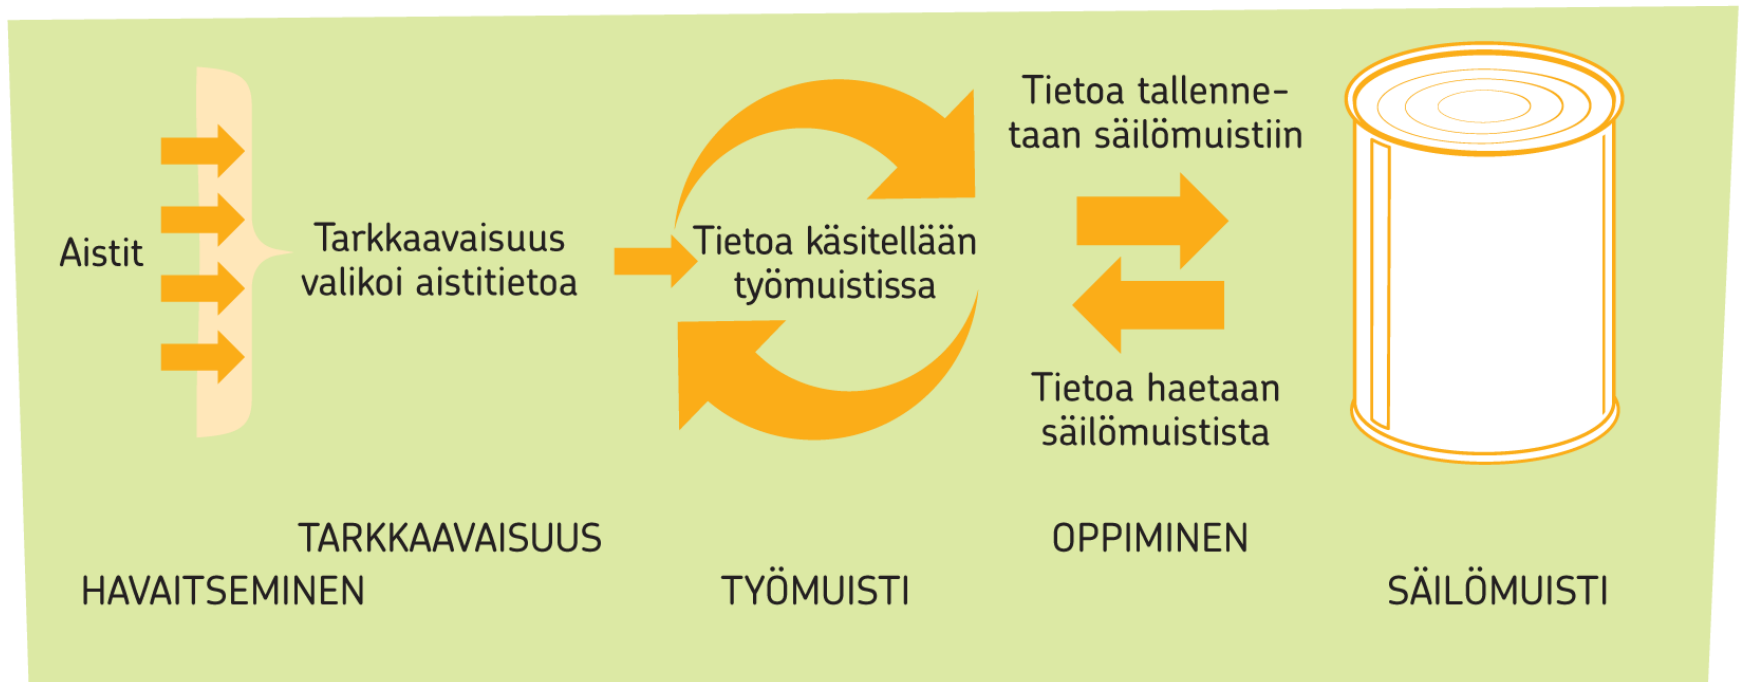 Aistit
Tarkkaavaisuus
valikoi aistitietoa
Tietoa käsitellään
työmuistissa
Tietoa tallenne-
taan säilömuistiin
Tietoa haetaan
säilömuistista
TARKKAAVAISUUS
OPPIMINEN
HAVAITSEMINEN
TYÖMUISTI
SÄILÖMUISTI